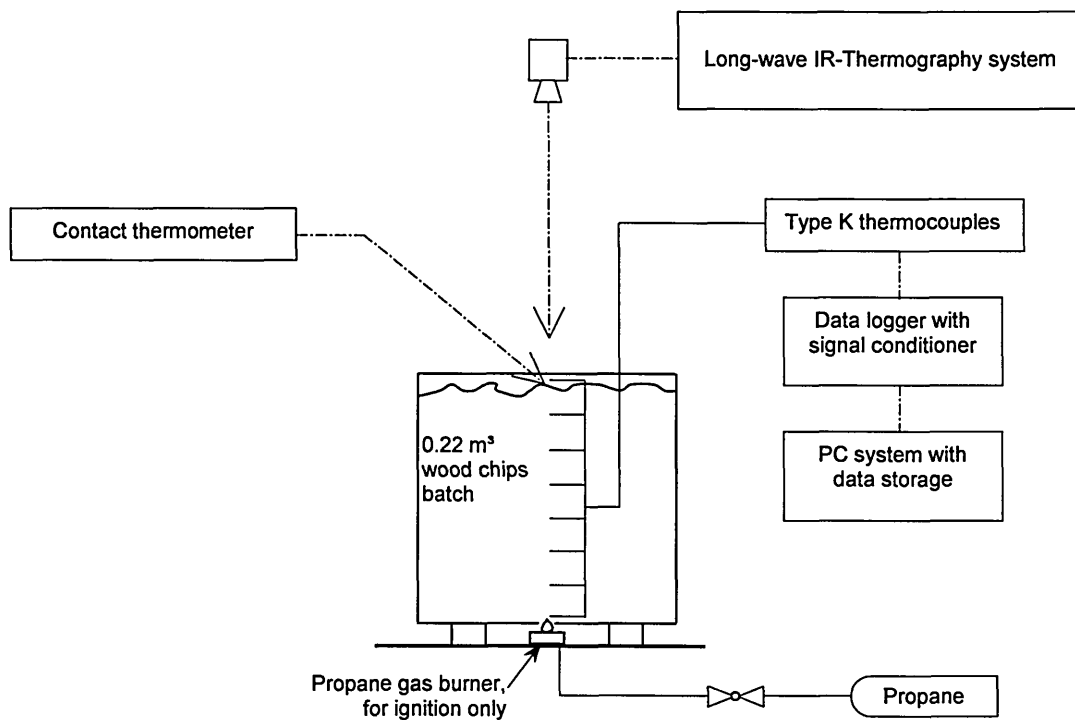 Long-wave IR-Thermography system
Contact thermometer
Type K thermocouples
Data logger with
signal conditioner
0.22 m³
wood chips
batch
PC system with
data storage
Propane gas burner,
for ignition only
Propane